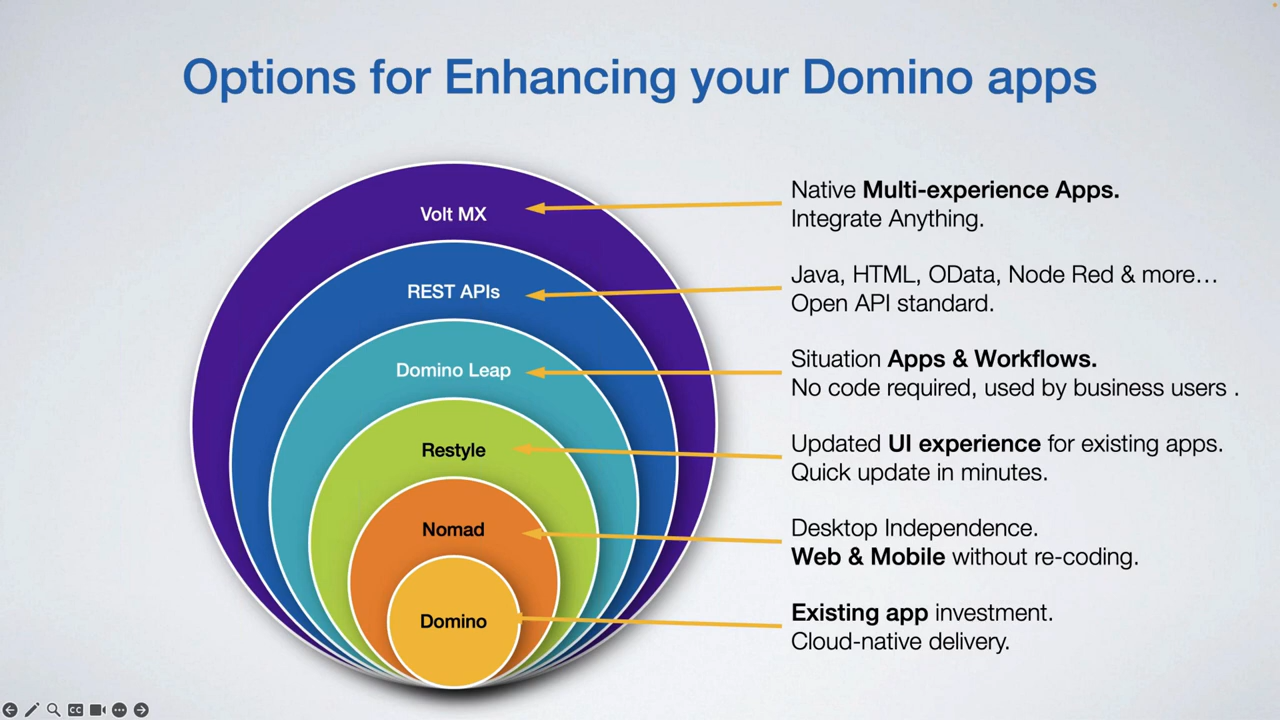 Options for Enhancing your Domino apps
Volt MX
Native Multi-experience Apps.
Integrate Anything.
REST APIs
Java, HTML, OData, Node Red & more…
Open API standard.
Domino Leap
Situation Apps & Workflows.
No code required, used by business users .
Restyle
Updated UI experience for existing apps.
Quick update in minutes.
Nomad
Desktop Independence.
Web & Mobile without re-coding.
Domino
Existing app investment.
Cloud-native delivery.
CC